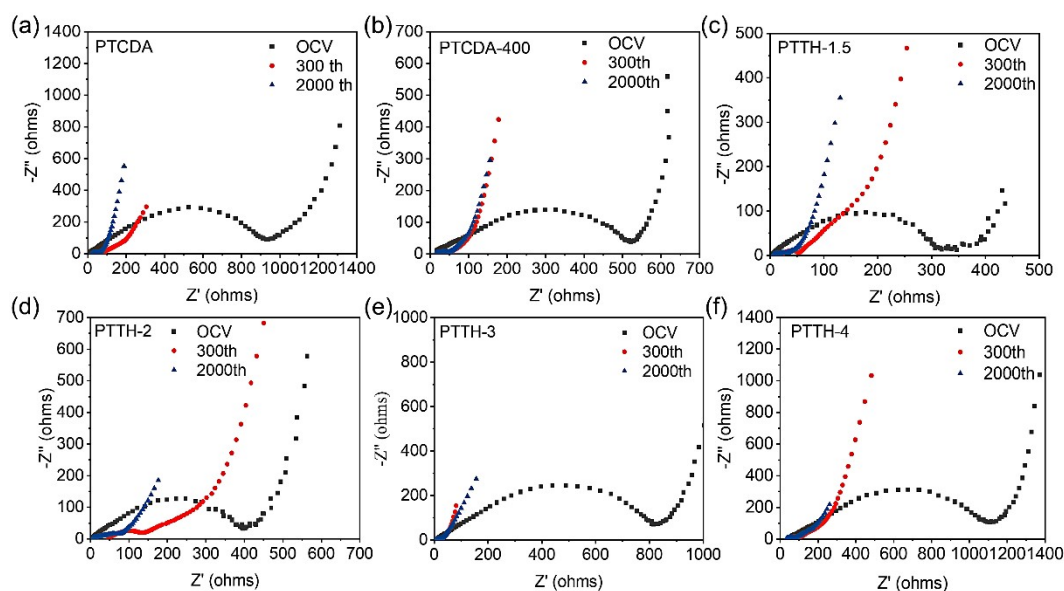 (a)
1400
1200
1000
800
600
400
200
0
-Z" (ohms)
PTCDA
OCV
300 th
2000 th
0 200 400 600 800 1000 1200 1400
Z' (ohms)
(b)
700
600
500
400
300
200
100
0
-Z" (ohms)
PTCDA-400
OCV
300th
2000th
0 100 200 300 400 500 600 700
Z' (ohms)
(c)
500
400
300
200
100
0
-Z" (ohms)
PTTH-1.5
OCV
300th
2000th
0 100 200 300 400 500
Z' (ohms)
(d)
700
600
500
400
300
200
100
0
-Z" (ohms)
PTTH-2
OCV
300th
2000th
0 100 200 300 400 500 600 700
Z' (ohms)
(e)
1000
800
600
400
200
0
-Z" (ohms)
PTTH-3
OCV
300th
2000th
0 200 400 600 800 1000
Z' (ohms)
(f)
1400
1200
1000
800
600
400
200
0
-Z" (ohms)
PTTH-4
OCV
300th
2000th
0 200 400 600 800 1000 1200 1400
Z' (ohms)